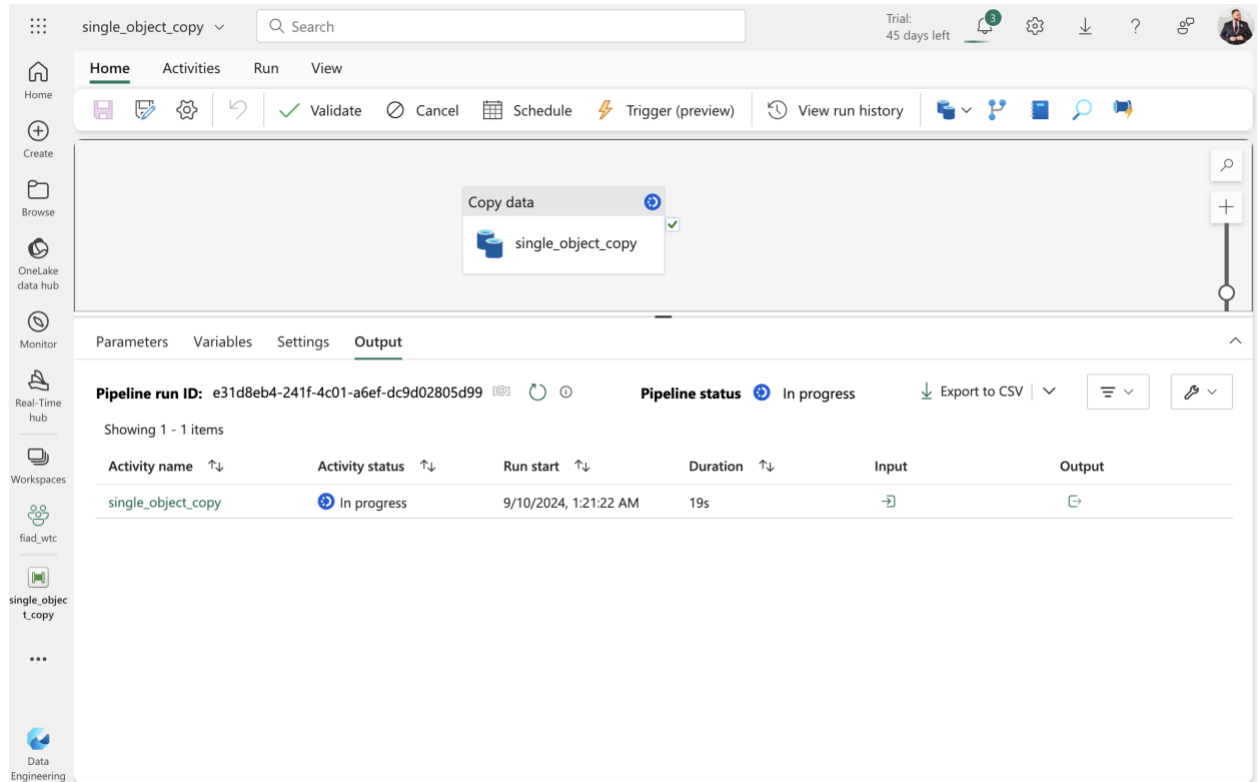 single_object_copy
Search
Trial:
45 days left
3
Home
Activities
Run
View
Validate
Cancel
Schedule
Trigger (preview)
View run history
Home
Create
Browse
OneLake
data hub
Monitor
Real-Time
hub
Workspaces
fiad_wtc
single_objec
t_copy
Data
Engineering
Copy data
single_object_copy
Parameters
Variables
Settings
Output
Pipeline run ID: e31d8eb4-241f-4c01-a6ef-dc9d02805d99
Pipeline status In progress
Export to CSV
Showing 1 - 1 items
Activity name Activity status Run start Duration Input Output
single_object_copy In progress 9/10/2024, 1:21:22 AM 19s